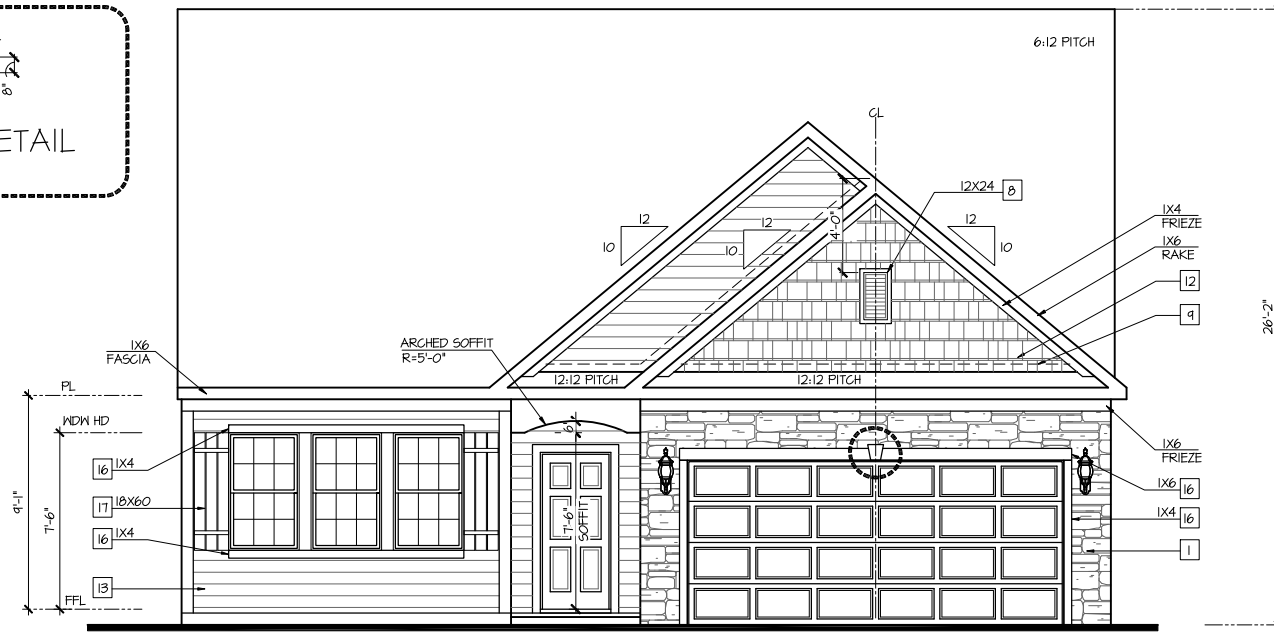 8"
ETAIL
6:12 PITCH
CL
12X24 8
12
10
12
10
12
10
4'-0"
1X4
FRIEZE
1X6
RAKE
12
9
26'-2"
1X6
FASCIA
ARCHED SOFFIT
R=5'-0"
12:12 PITCH
12:12 PITCH
PL
WDW HD
6"
16 1X4
17 18X60
16 1X4
13
FFL
9'-1"
7'-6"
7'-6"
SOFFIT
1X6
FRIEZE
1X6 16
1X4 16
1